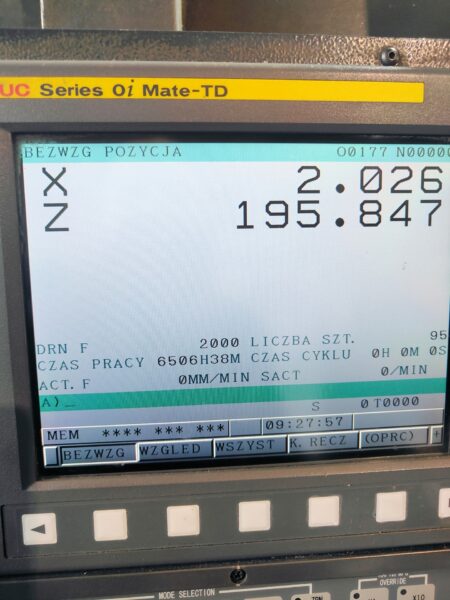 UC Series 0i Mate-TD
BEZWZG POZYCJA O0177 N0000
X 2.026
Z 195.847
DRN F 2000 LICZBA SZT. 95
CZAS PRACY 6506H38M CZAS CYKLU 0H 0M 0S
ACT.F 0MM/MIN SACT 0/MIN
A)_
S 0T0000
MEM **** *** *** 09:27:57
BEZWZG WZGLED WSZYST K. RECZ (OPRC) +
MODE SELECTION
OVERRIDE
X10